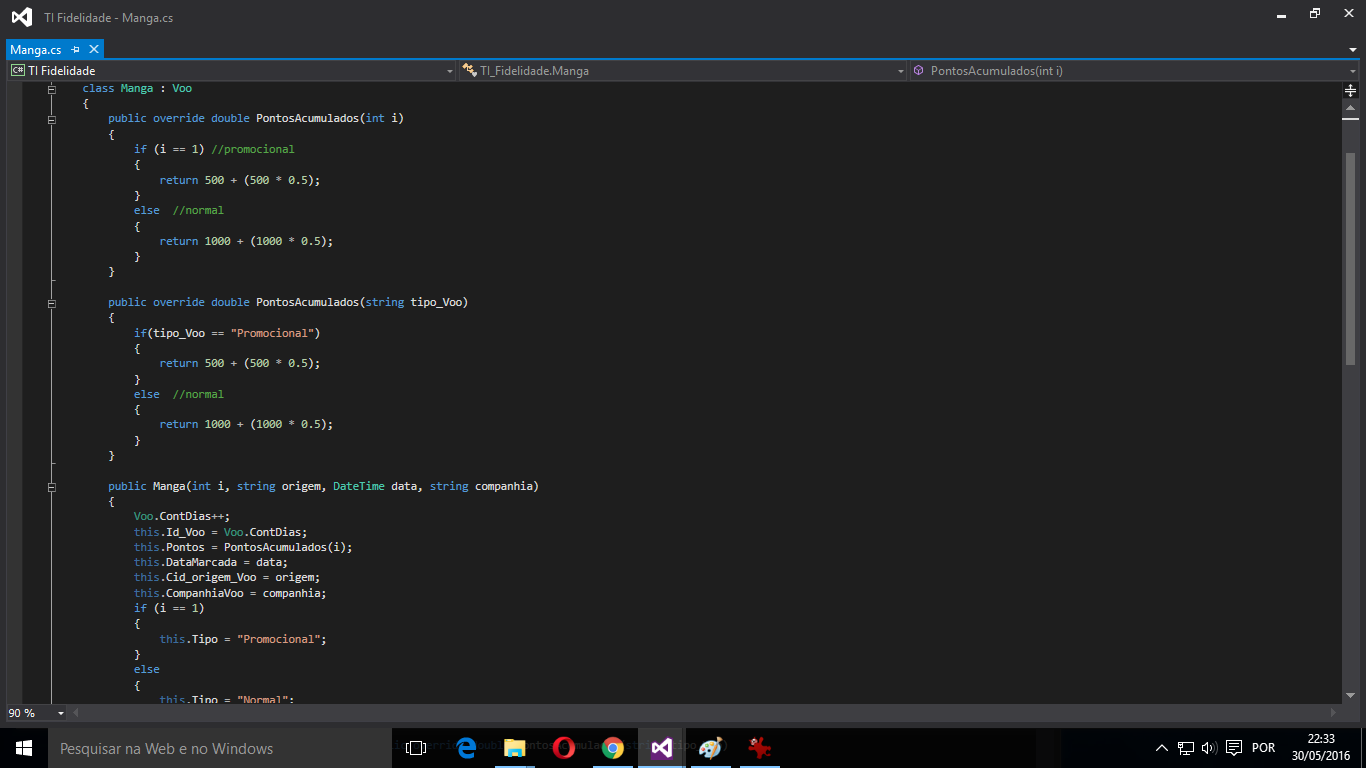 TI Fidelidade - Manga.cs
Manga.cs
C# TI Fidelidade TI_Fidelidade.Manga PontosAcumulados(int i)
class Manga : Voo
{
public override double PontosAcumulados(int i)
{
if (i == 1) //promocional
{
return 500 + (500 * 0.5);
}
else //normal
{
return 1000 + (1000 * 0.5);
}
}
public override double PontosAcumulados(string tipo_Voo)
{
if(tipo_Voo == "Promocional")
{
return 500 + (500 * 0.5);
}
else //normal
{
return 1000 + (1000 * 0.5);
}
}
public Manga(int i, string origem, DateTime data, string companhia)
{
Voo.ContDias++;
this.Id_Voo = Voo.ContDias;
this.Pontos = PontosAcumulados(i);
this.DataMarcada = data;
this.Cid_origem_Voo = origem;
this.CompanhiaVoo = companhia;
if (i == 1)
{
this.Tipo = "Promocional";
}
else
{
this.Tipo = "Normal";
90 %
Pesquisar na Web e no Windows
POR
22:33
30/05/2016